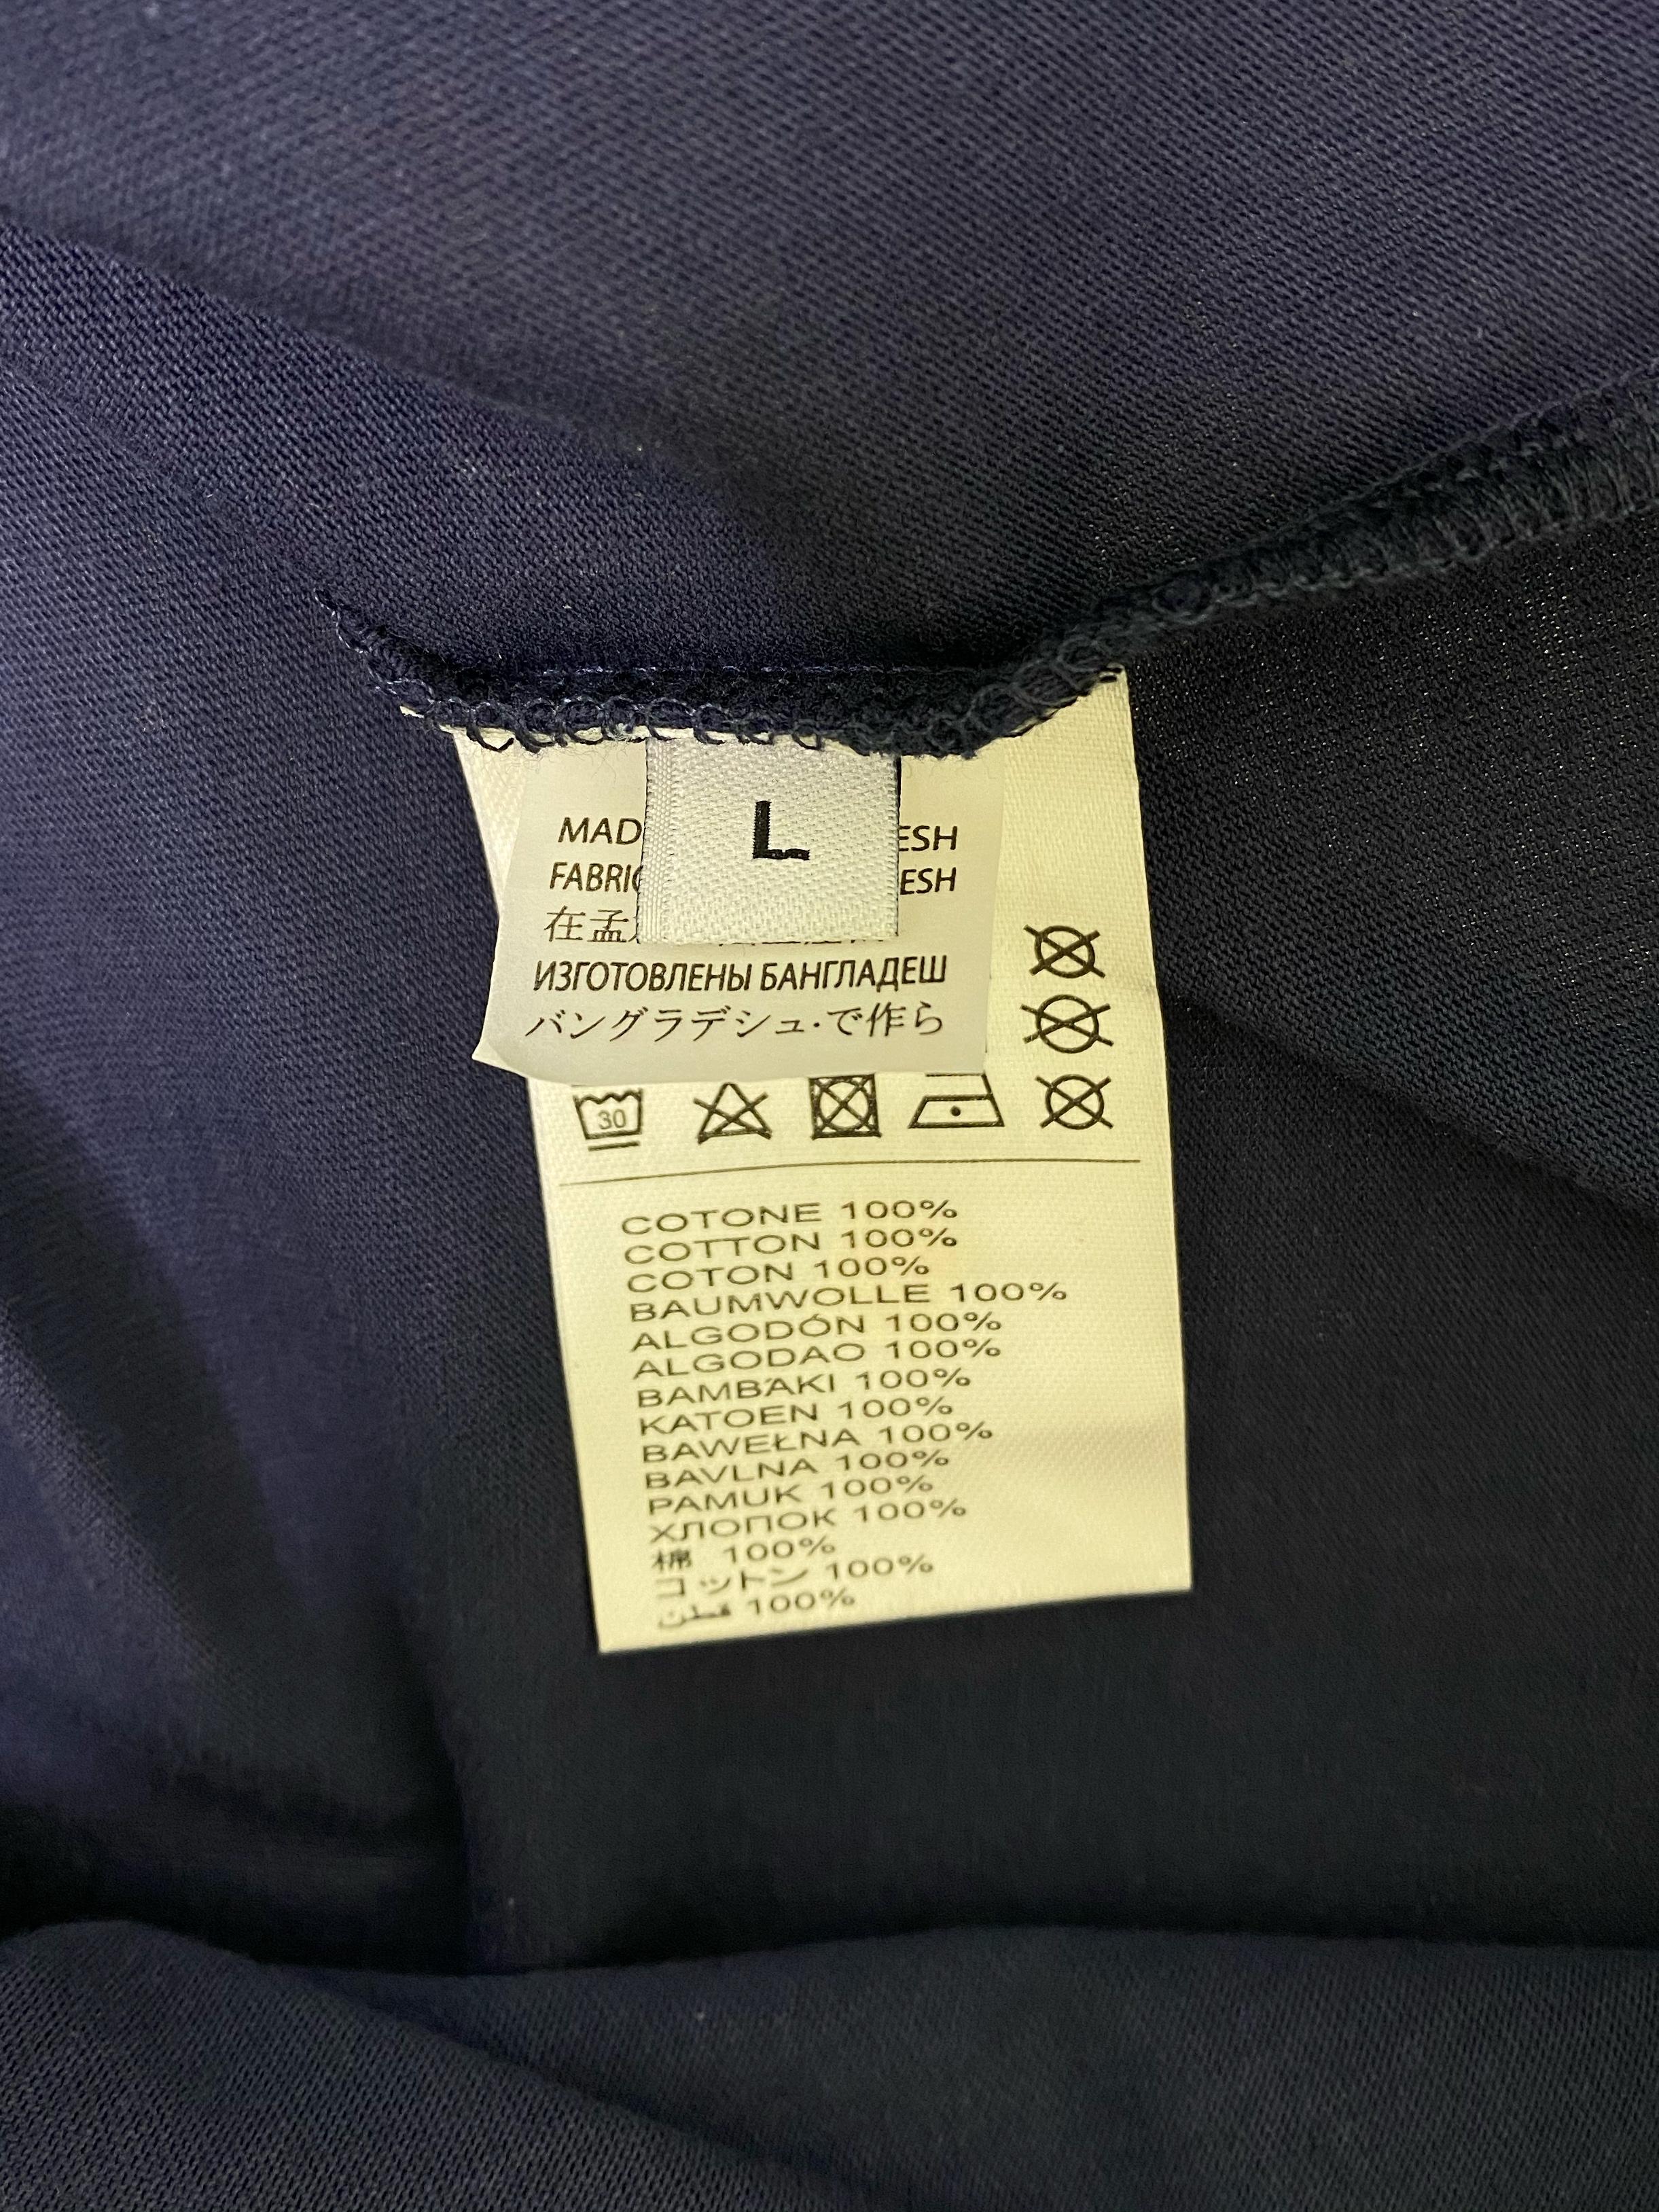 L
MAD
ESH
FABRIC
ESH
在孟
ИЗГОТОВЛЕНЫ БАНГЛАДЕШ
バングラデシュ·で作ら
30
COTONE 100%
COTTON 100%
COTON 100%
BAUMWOLLE 100%
ALGODÓN 100%
ALGODAO 100%
BAMBAKI 100%
KATOEN 100%
BAWEŁNA 100%
BAVLNA 100%
PAMUK 100%
ХЛОПОК 100%
棉 100%
コットン 100%
قطن 100%